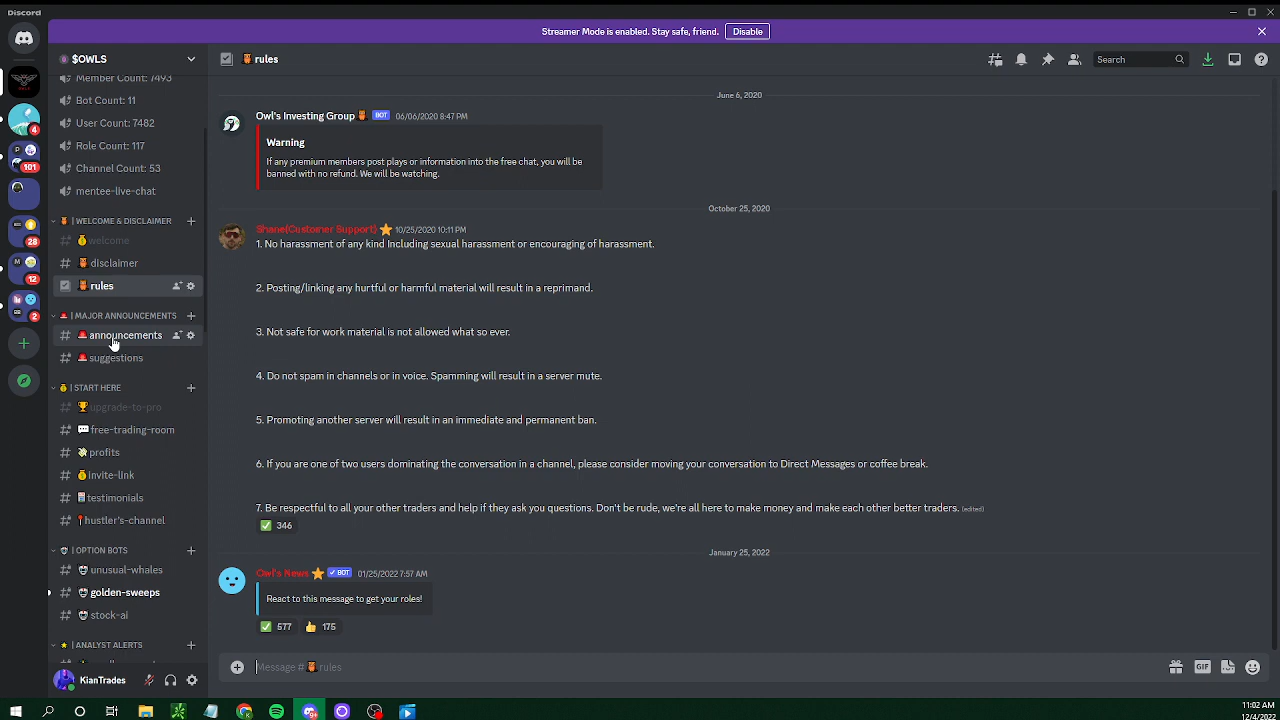 Discord
Streamer Mode is enabled. Stay safe, friend. Disable
$OWLS
rules
Search
Member Count: 7493
Bot Count: 11
User Count: 7482
Role Count: 117
Channel Count: 53
mentee-live-chat
| WELCOME & DISCLAIMER
welcome
disclaimer
rules
| MAJOR ANNOUNCEMENTS
announcements
suggestions
| START HERE
upgrade-to-pro
free-trading-room
profits
invite-link
testimonials
hustler's-channel
| OPTION BOTS
unusual-whales
golden-sweeps
stock-ai
| ANALYST ALERTS
KianTrades
4
101
28
12
2
June 6, 2020
Owl's Investing Group BOT 06/06/2020 8:47 PM
Warning
If any premium members post plays or information into the free chat, you will be
banned with no refund. We will be watching.
October 25, 2020
Shane(Customer Support) 10/25/2020 10:11 PM
1. No harassment of any kind including sexual harassment or encouraging of harassment.
2. Posting/linking any hurtful or harmful material will result in a reprimand.
3. Not safe for work material is not allowed what so ever.
4. Do not spam in channels or in voice. Spamming will result in a server mute.
5. Promoting another server will result in an immediate and permanent ban.
6. If you are one of two users dominating the conversation in a channel, please consider moving your conversation to Direct Messages or coffee break.
7. Be respectful to all your other traders and help if they ask you questions. Don't be rude, we're all here to make money and make each other better traders. (edited)
346
January 25, 2022
Owl's News BOT 01/25/2022 7:57 AM
React to this message to get your roles!
577 175
Message # rules
GIF
11:02 AM
12/4/2022